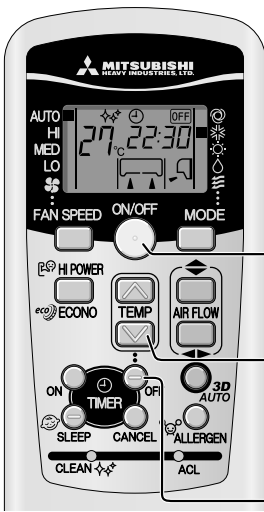 MITSUBISHI
HEAVY INDUSTRIES, LTD.
AUTO OFF
HI 27°C 22:30
MED
LO
FAN SPEED ON/OFF MODE
HI POWER
eco ECONO TEMP AIR FLOW
ON TIMER OFF 3D AUTO
SLEEP CANCEL ALLERGEN
CLEAN ACL